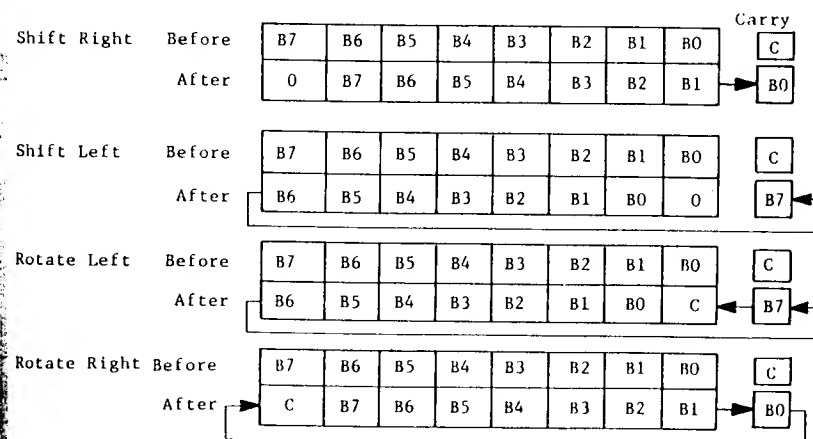 Carry
Shift Right Before B7 B6 B5 B4 B3 B2 B1 B0 C
After 0 B7 B6 B5 B4 B3 B2 B1 B0
Shift Left Before B7 B6 B5 B4 B3 B2 B1 B0 C
After B6 B5 B4 B3 B2 B1 B0 0 B7
Rotate Left Before B7 B6 B5 B4 B3 B2 B1 B0 C
After B6 B5 B4 B3 B2 B1 B0 C B7
Rotate Right Before B7 B6 B5 B4 B3 B2 B1 B0 C
After C B7 B6 B5 B4 B3 B2 B1 B0